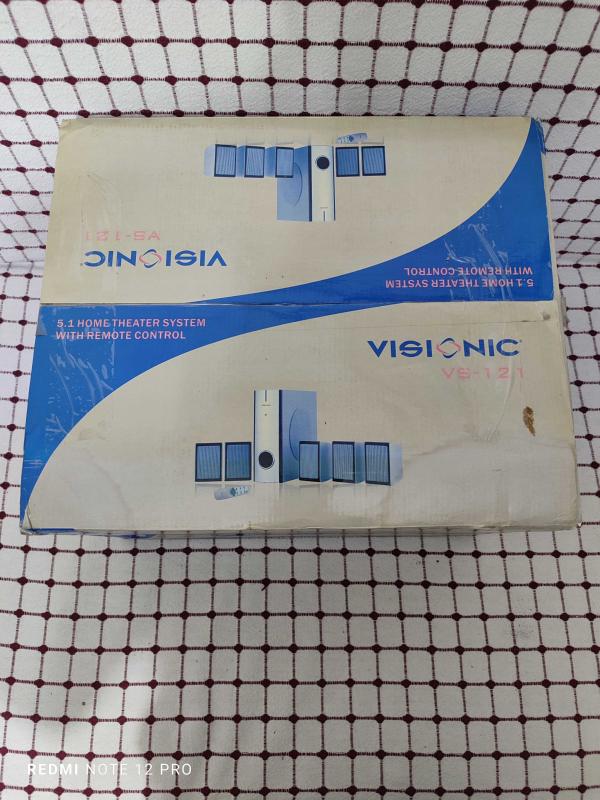 VISIONIC
VS-121
5.1 HOME THEATER SYSTEM
WITH REMOTE CONTROL
5.1 HOME THEATER SYSTEM
WITH REMOTE CONTROL
VISIONIC
VS-121
REDMI NOTE 12 PRO